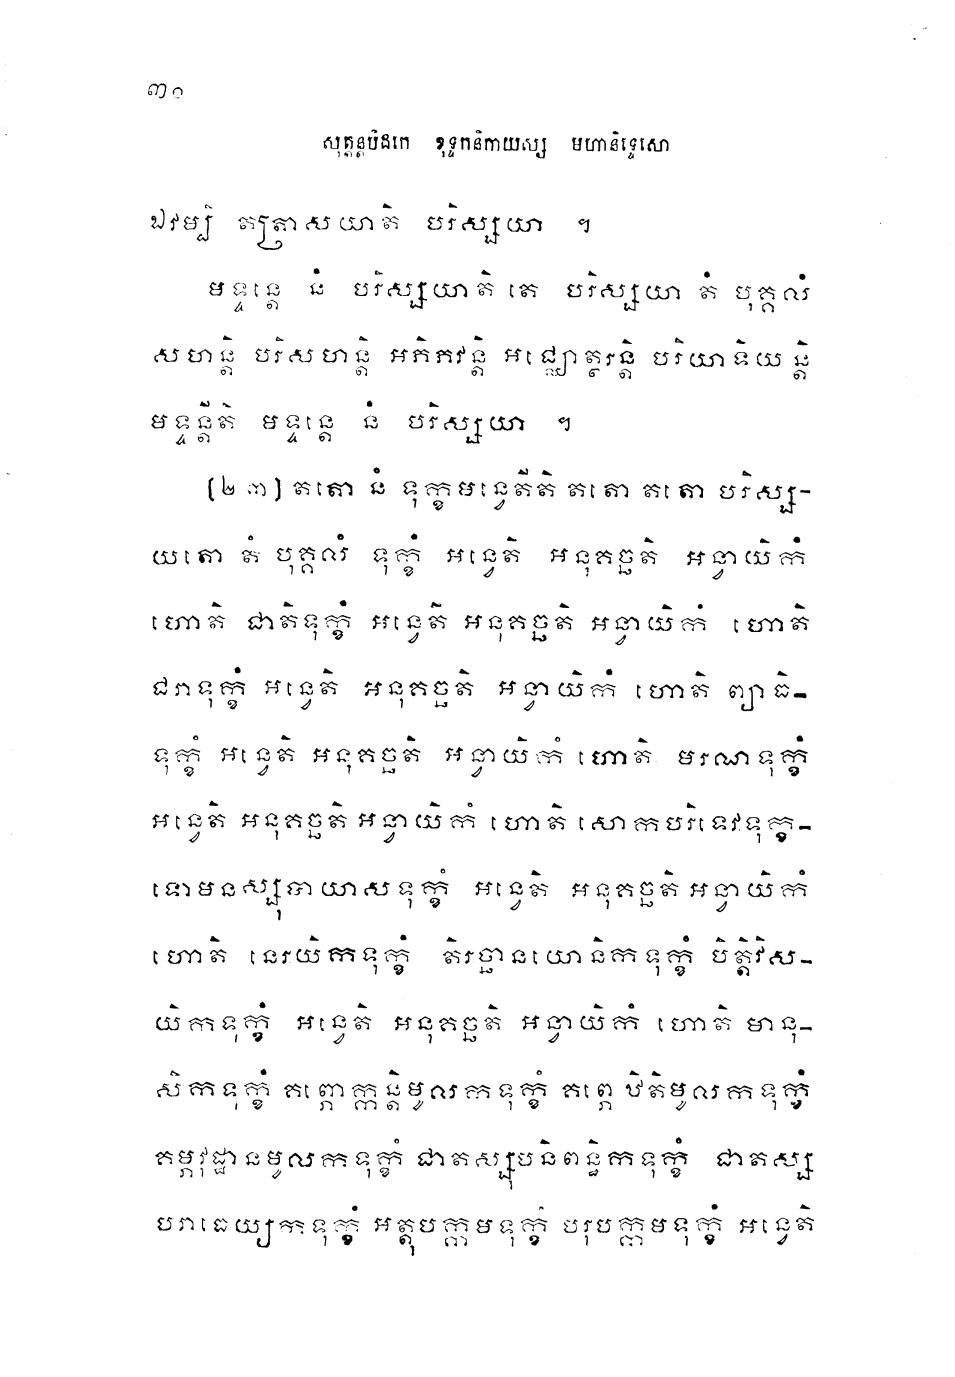 ៣០
សុត្តន្តបិដកេ ខុទ្ទកនិកាយស្ស មហានិទ្ទេសោ
ឯវម្បិ តត្រាសយាតិ បរិស្សយា ។
មទ្ទន្តេ នំ បរិស្សយាតិ តេ បរិស្សយា តំ បុគ្គលំ
សហន្តិ បរិសហន្តិ អភិភវន្តិ អជ្ឈោត្ថរន្តិ បរិយាទិយន្តិ
មទ្ទន្តីតិ មទ្ទន្តេ នំ បរិស្សយា ។
(២៣) តតោ នំ ទុក្ខមន្វេតីតិ តតោ តតោ បរិស្ស-
យតោ តំ បុគ្គលំ ទុក្ខំ អន្វេតិ អនុគច្ឆតិ អន្វាយិកំ
ហោតិ ជាតិទុក្ខំ អន្វេតិ អនុគច្ឆតិ អន្វាយិកំ ហោតិ
ជរាទុក្ខំ អន្វេតិ អនុគច្ឆតិ អន្វាយិកំ ហោតិ ព្យាធិ-
ទុក្ខំ អន្វេតិ អនុគច្ឆតិ អន្វាយិកំ ហោតិ មរណទុក្ខំ
អន្វេតិ អនុគច្ឆតិ អន្វាយិកំ ហោតិ សោកបរិទេវទុក្ខ-
ទោមនស្សុបាយាសទុក្ខំ អន្វេតិ អនុគច្ឆតិ អន្វាយិកំ
ហោតិ នេរយិកទុក្ខំ តិរច្ឆានយោនិកទុក្ខំ បិត្តិវិស-
យិកទុក្ខំ អន្វេតិ អនុគច្ឆតិ អន្វាយិកំ ហោតិ មានុ-
សិកទុក្ខំ គព្ភោក្កន្តិមូលកទុក្ខំ គព្ភេ ឋិតិមូលកទុក្ខំ
គម្ភវុដ្ឋានមូលកទុក្ខំ ជាតស្សុបនិពន្ធិកទុក្ខំ ជាតស្ស
បរាធេយ្យកទុក្ខំ អត្តុបក្កមទុក្ខំ បរុបក្កមទុក្ខំ អន្វេតិ